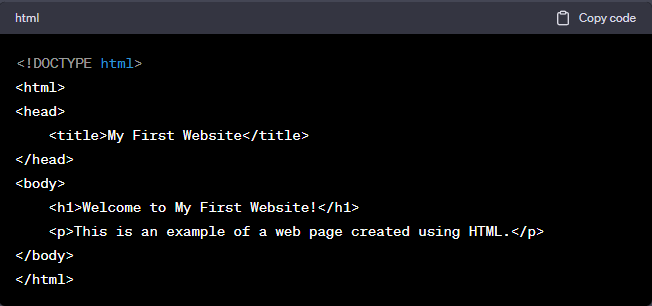 html Copy code
<!DOCTYPE html>
<html>
<head>
    <title>My First Website</title>
</head>
<body>
    <h1>Welcome to My First Website!</h1>
    <p>This is an example of a web page created using HTML.</p>
</body>
</html>